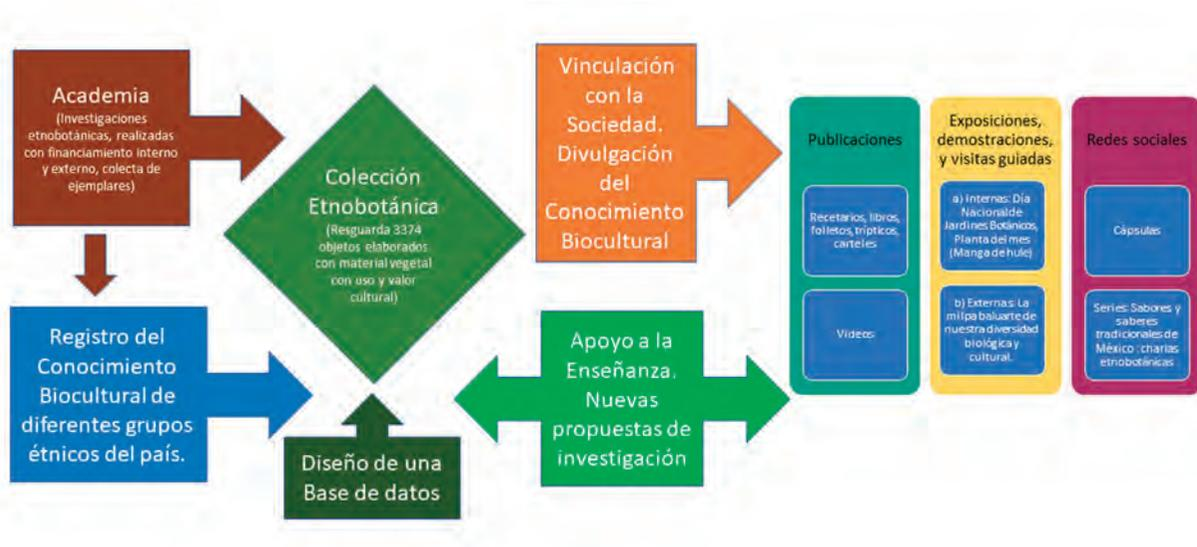 Academia
(Investigaciones
etnobotánicas, realizadas
con financiamiento interno
y externo, colecta de
ejemplares)
Registro del
Conocimiento
Biocultural de
diferentes grupos
étnicos del país.
Colección
Etnobotánica
(Resguarda 3374
objetos elaborados
con material vegetal
con uso y valor
cultural)
Diseño de una
Base de datos
Vinculación
con la
Sociedad.
Divulgación
del
Conocimiento
Biocultural
Apoyo a la
Enseñanza.
Nuevas
propuestas de
investigación
Publicaciones
Recetarios, libros,
folletos, trípticos,
carteles
Videos
Exposiciones,
demostraciones,
y visitas guiadas
a) Internas: Día
Nacional de
Jardines Botánicos,
Planta del mes
(Manga de hule)
b) Externas: La
milpa baluarte de
nuestra diversidad
biológica y
cultural.
Redes sociales
Cápsulas
Series: Sabores y
saberes
tradicionales de
México : charlas
etnobotánicas